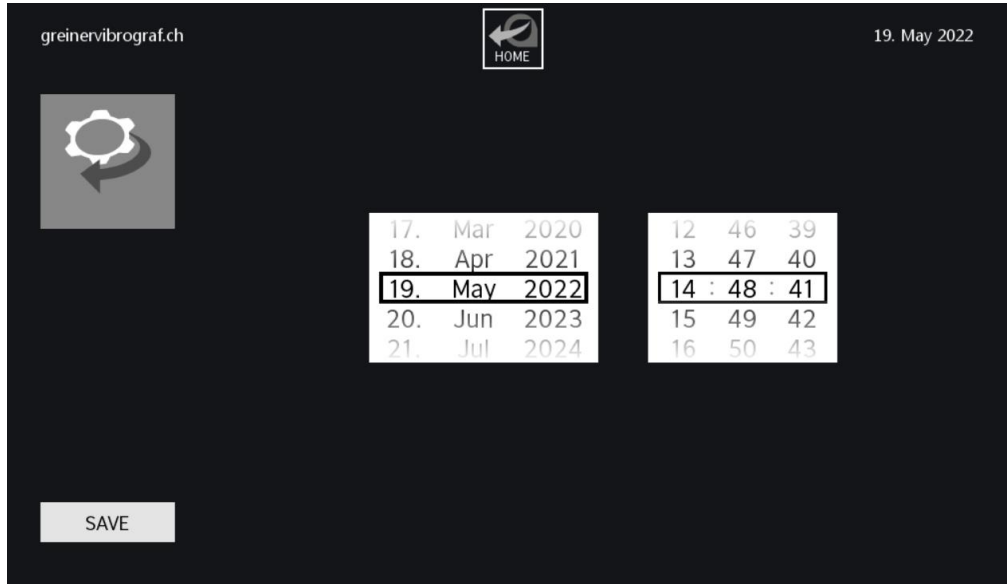 greinervibrograf.ch
HOME
19. May 2022
17. Mar 2020
18. Apr 2021
19. May 2022
20. Jun 2023
21. Jul 2024
12 46 39
13 47 40
14 : 48 : 41
15 49 42
16 50 43
SAVE